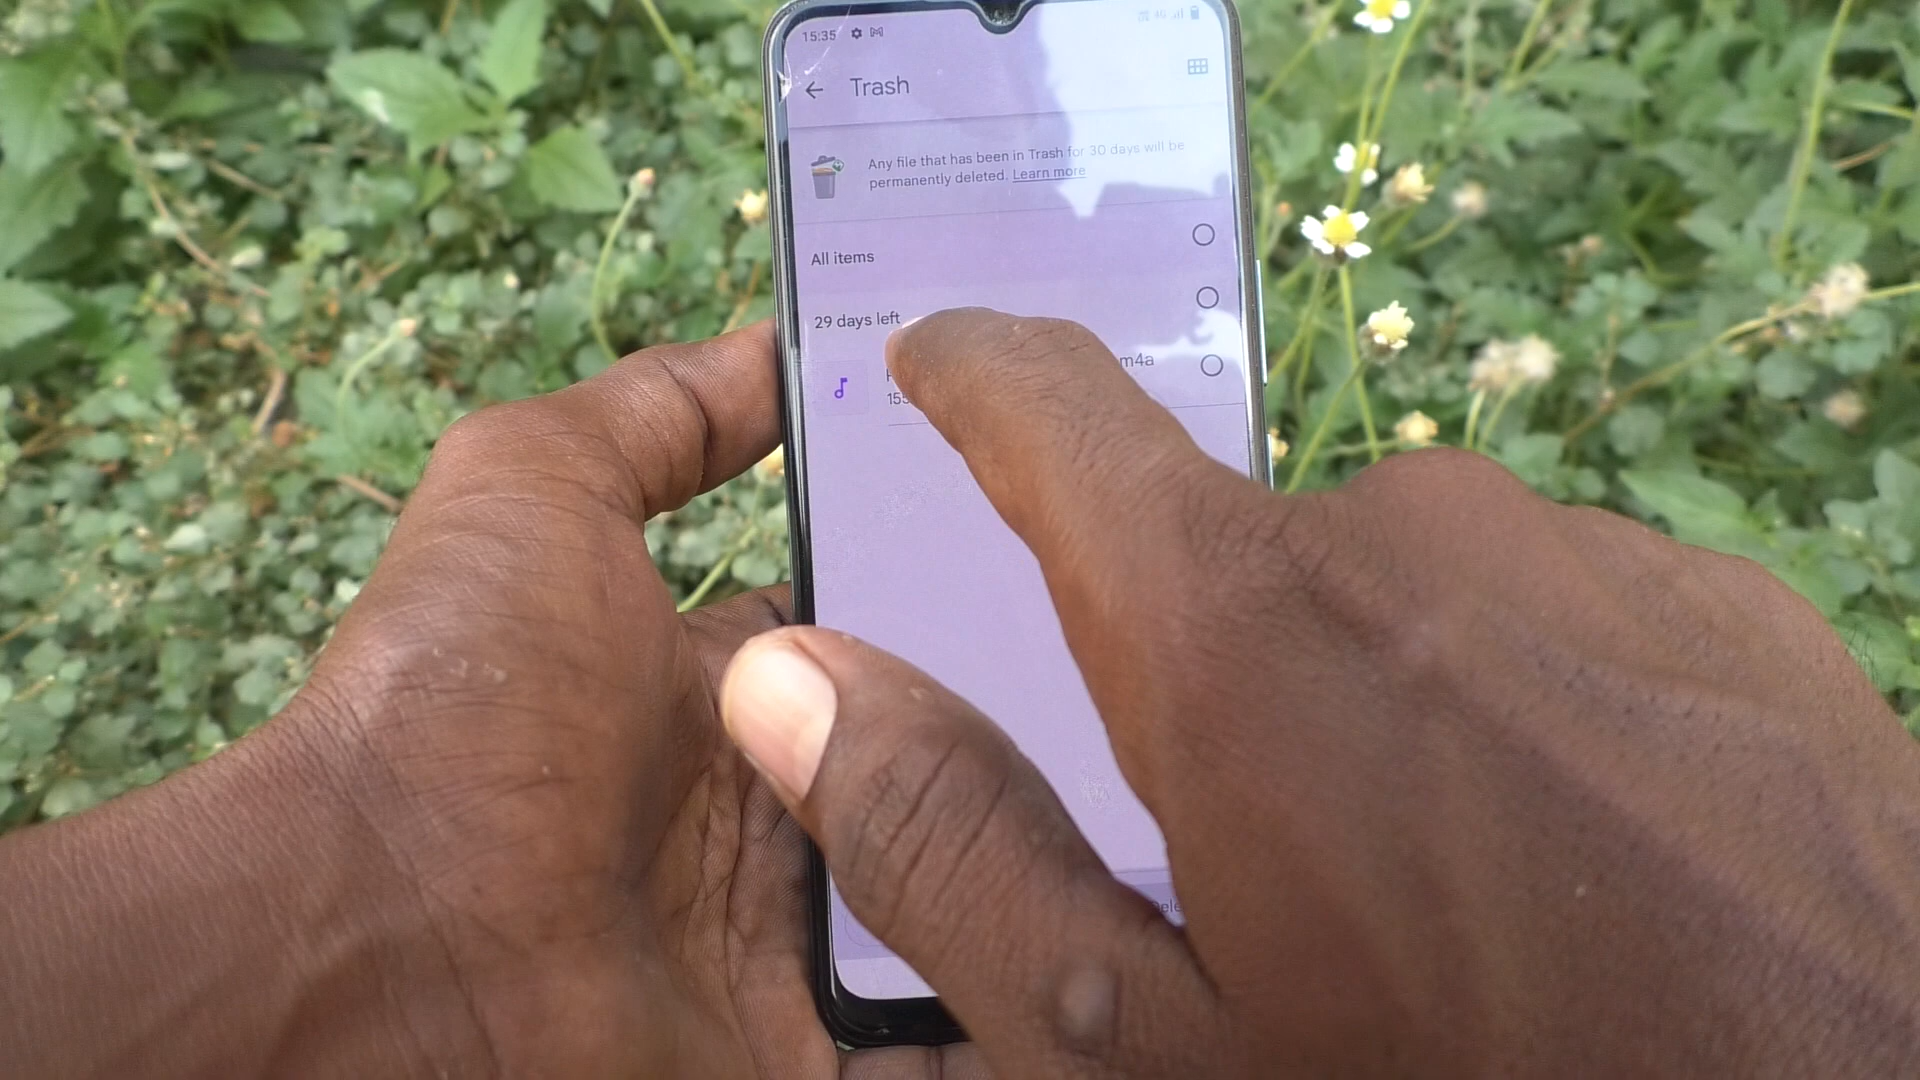 15:35
4G
Trash
Any file that has been in Trash for 30 days will be
permanently deleted. Learn more
All items
29 days left
m4a